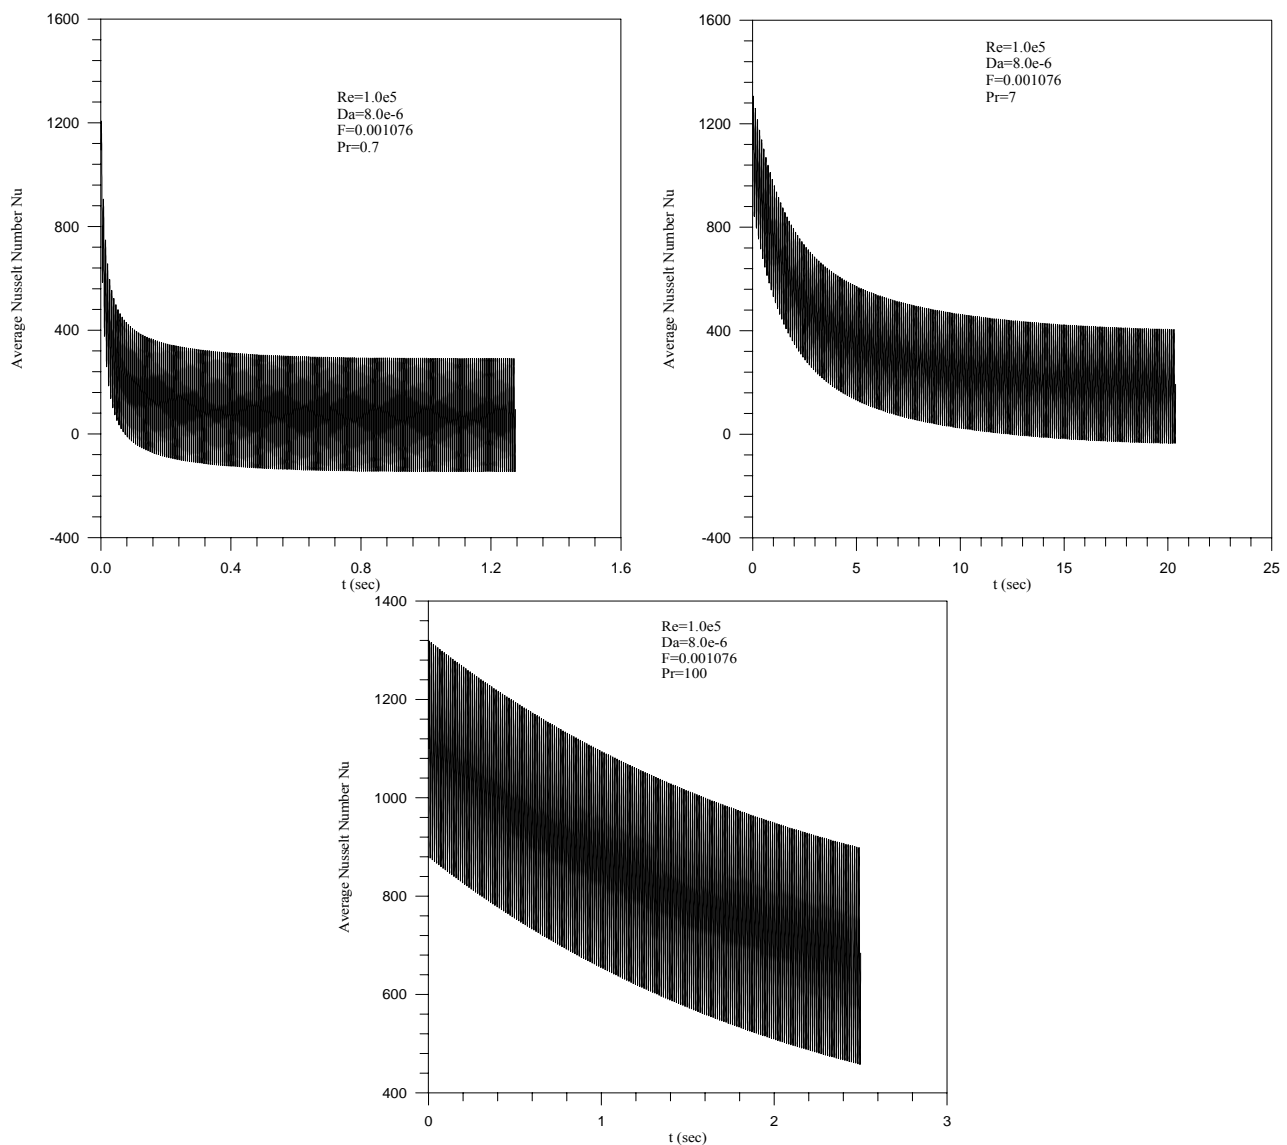 1600
1200
800
400
0
-400
Average Nusselt Number Nu
Re=1.0e5
Da=8.0e-6
F=0.001076
Pr=0.7
0.0 0.4 0.8 1.2 1.6
t (sec)
1600
1200
800
400
0
-400
Average Nusselt Number Nu
Re=1.0e5
Da=8.0e-6
F=0.001076
Pr=7
0 5 10 15 20 25
t (sec)
1400
1200
1000
800
600
400
Average Nusselt Number Nu
Re=1.0e5
Da=8.0e-6
F=0.001076
Pr=100
0 1 2 3
t (sec)